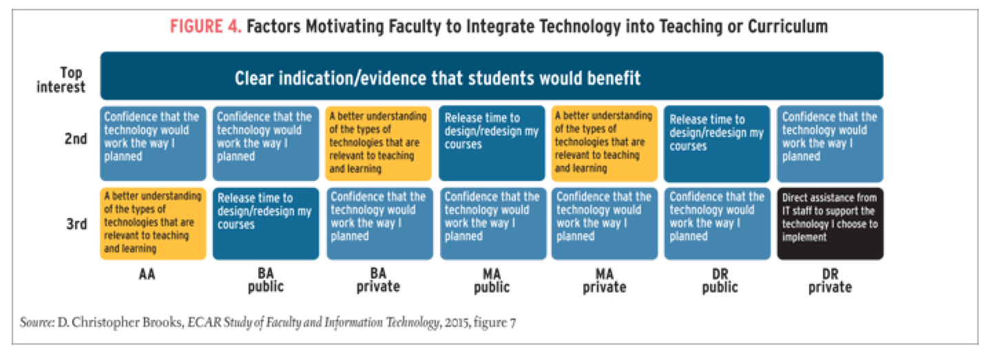 FIGURE 4. Factors Motivating Faculty to Integrate Technology into Teaching or Curriculum
Top
interest
Clear indication/evidence that students would benefit
2nd
Confidence that the
technology would
work the way I
planned
Confidence that the
technology would
work the way I
planned
A better understanding
of the types of
technologies that are
relevant to teaching
and learning
Release time to
design/redesign my
courses
A better understanding
of the types of
technologies that are
relevant to teaching
and learning
Release time to
design/redesign my
courses
Confidence that the
technology would
work the way I
planned
3rd
A better understanding
of the types of
technologies that are
relevant to teaching
and learning
Release time to
design/redesign my
courses
Confidence that the
technology would
work the way I
planned
Confidence that the
technology would
work the way I
planned
Confidence that the
technology would
work the way I
planned
Confidence that the
technology would
work the way I
planned
Direct assistance from
IT staff to support the
technology I choose to
implement
AA
BA
public
BA
private
MA
public
MA
private
DR
public
DR
private
Source: D. Christopher Brooks, ECAR Study of Faculty and Information Technology, 2015, figure 7